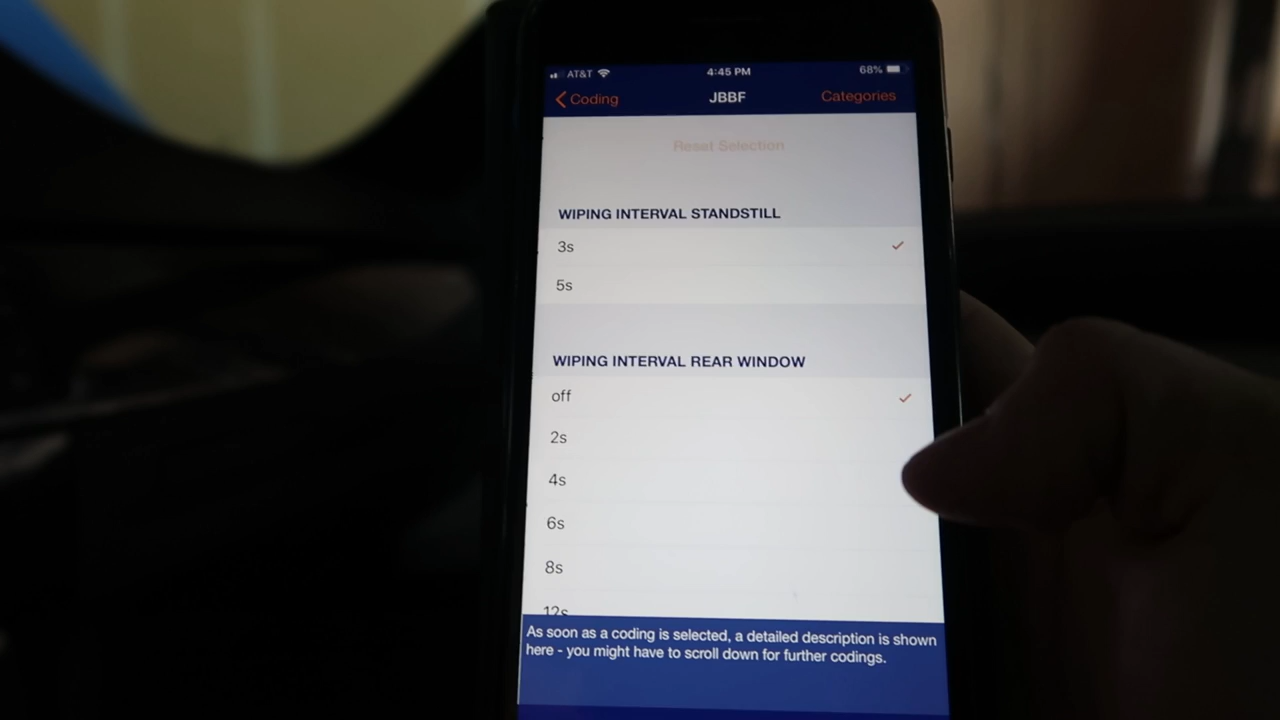 AT&T 4:45 PM 68%
Coding JBBF Categories
Reset Selection
WIPING INTERVAL STANDSTILL
3s
5s
WIPING INTERVAL REAR WINDOW
off
2s
4s
6s
8s
12s
As soon as a coding is selected, a detailed description is shown
here - you might have to scroll down for further codings.